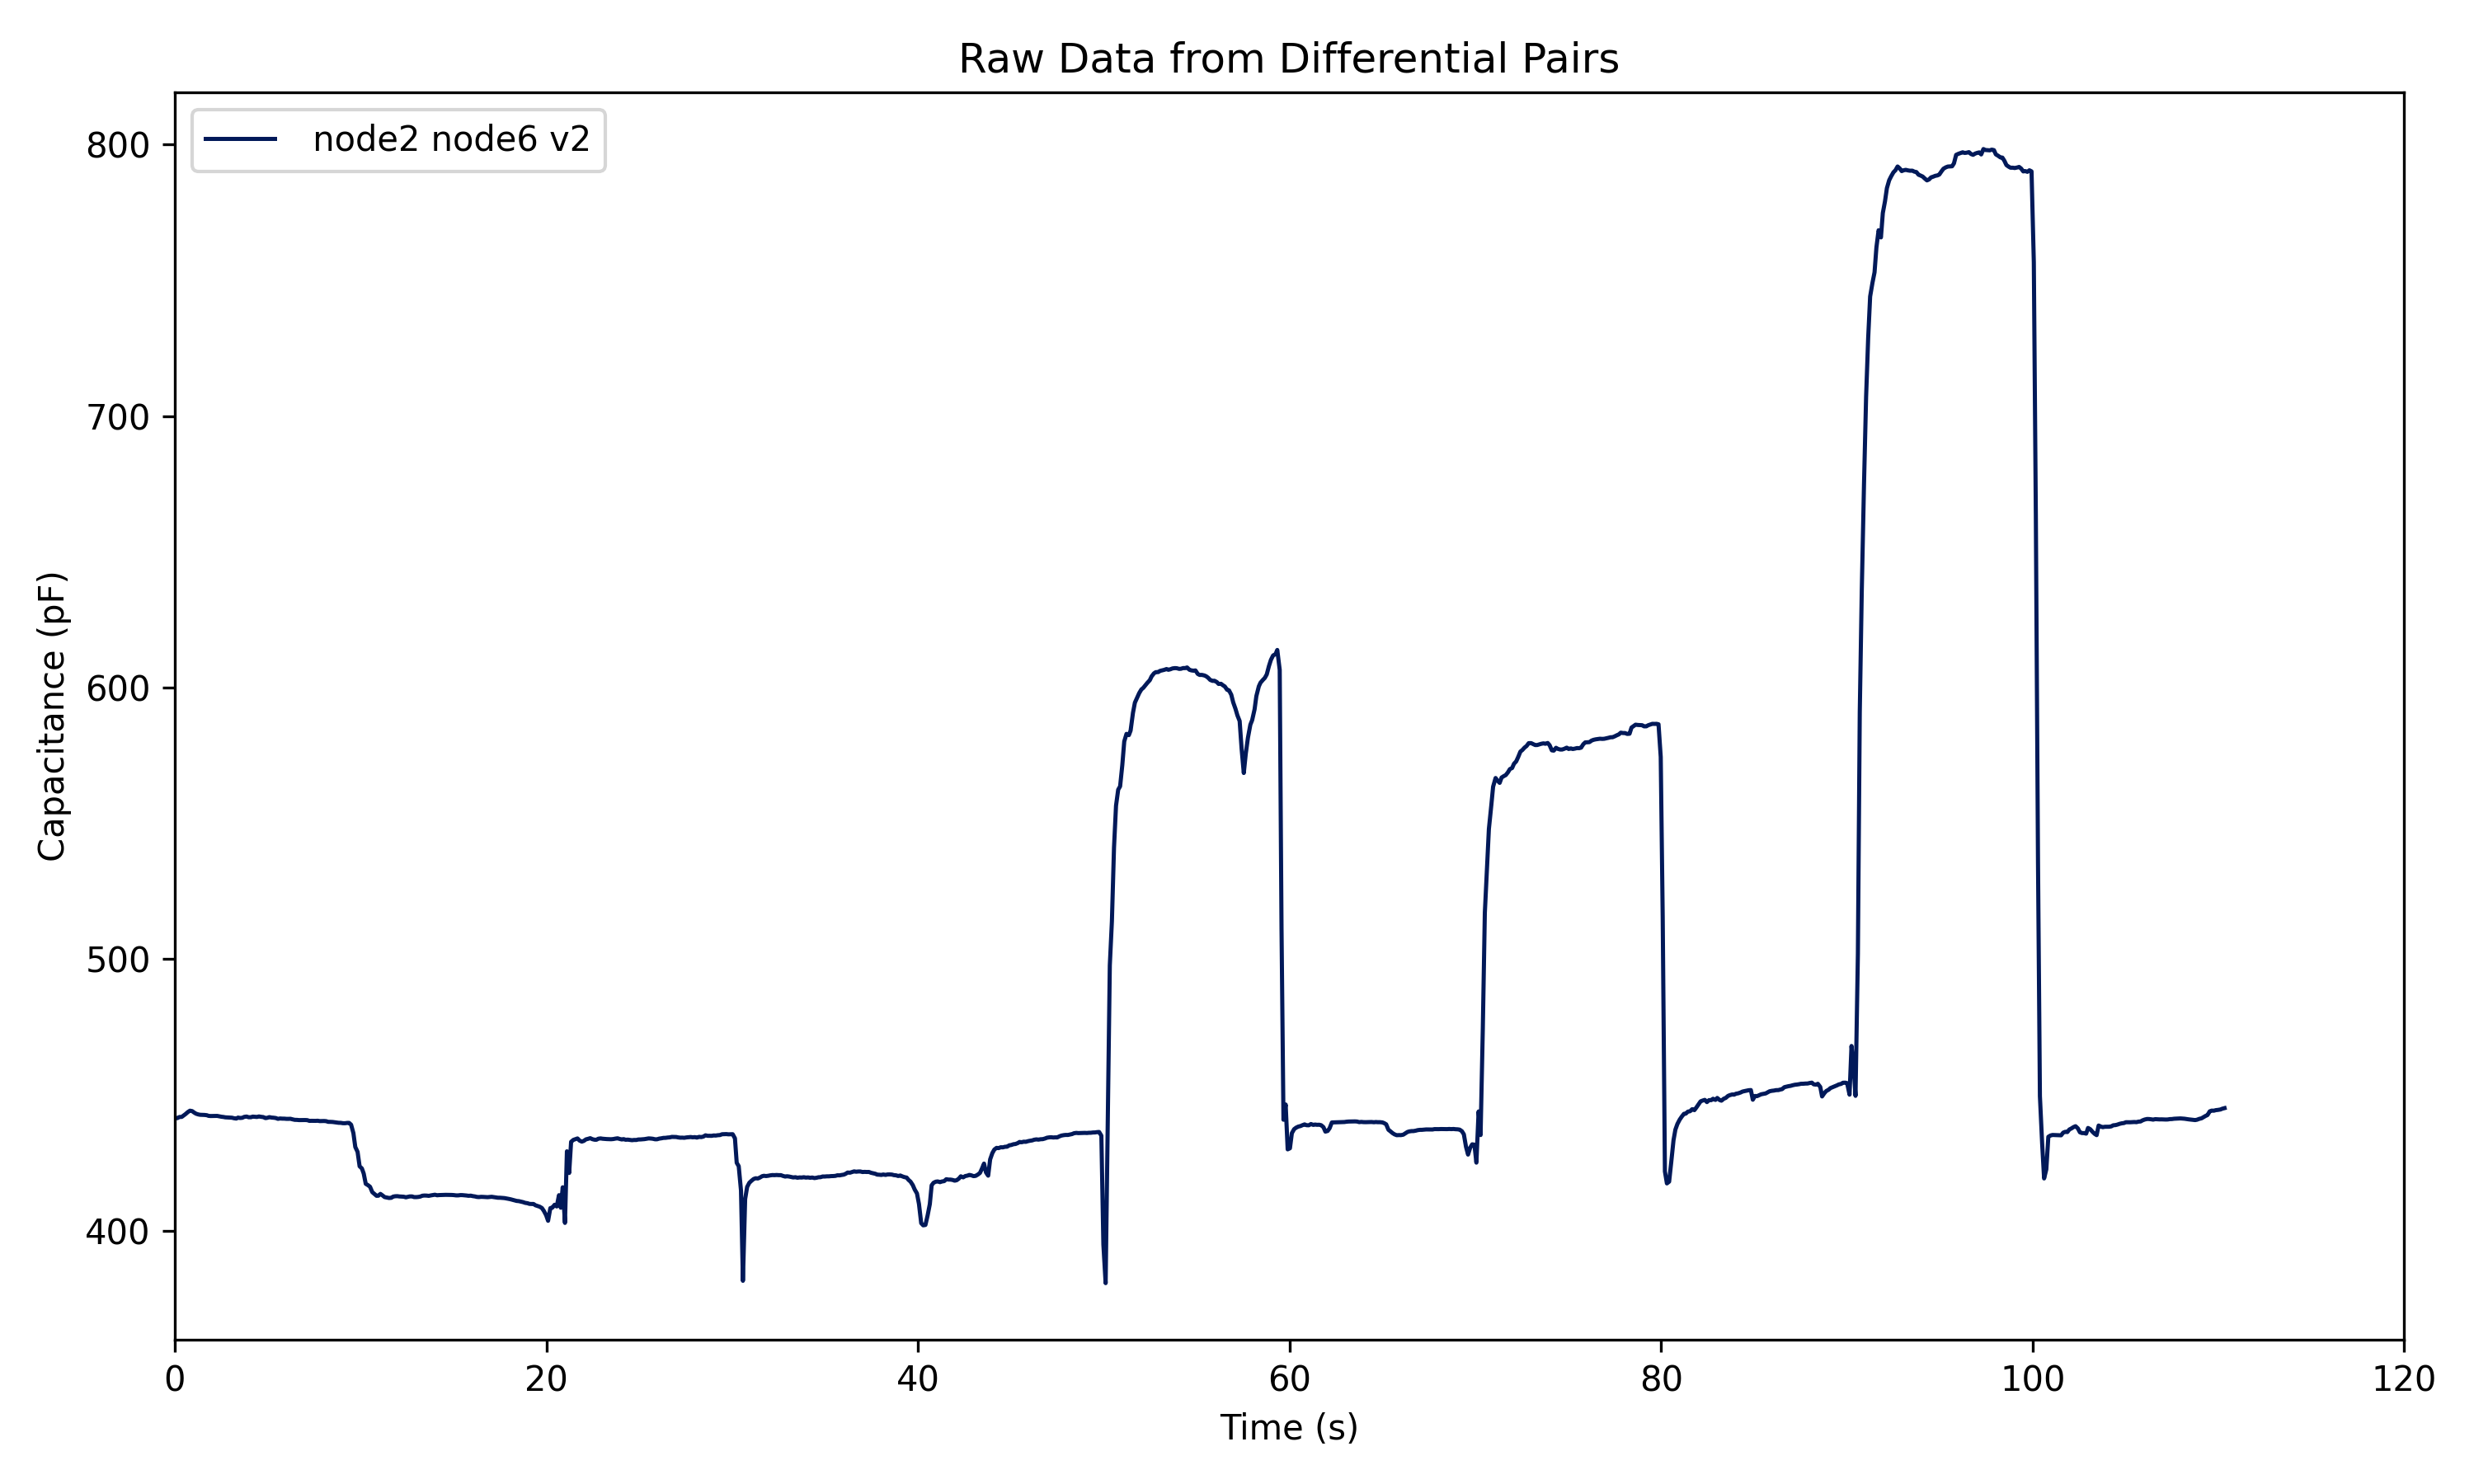 Raw Data from Differential Pairs
node2 node6 v2
800
700
600
500
400
Capacitance (pF)
0 20 40 60 80 100 120
Time (s)